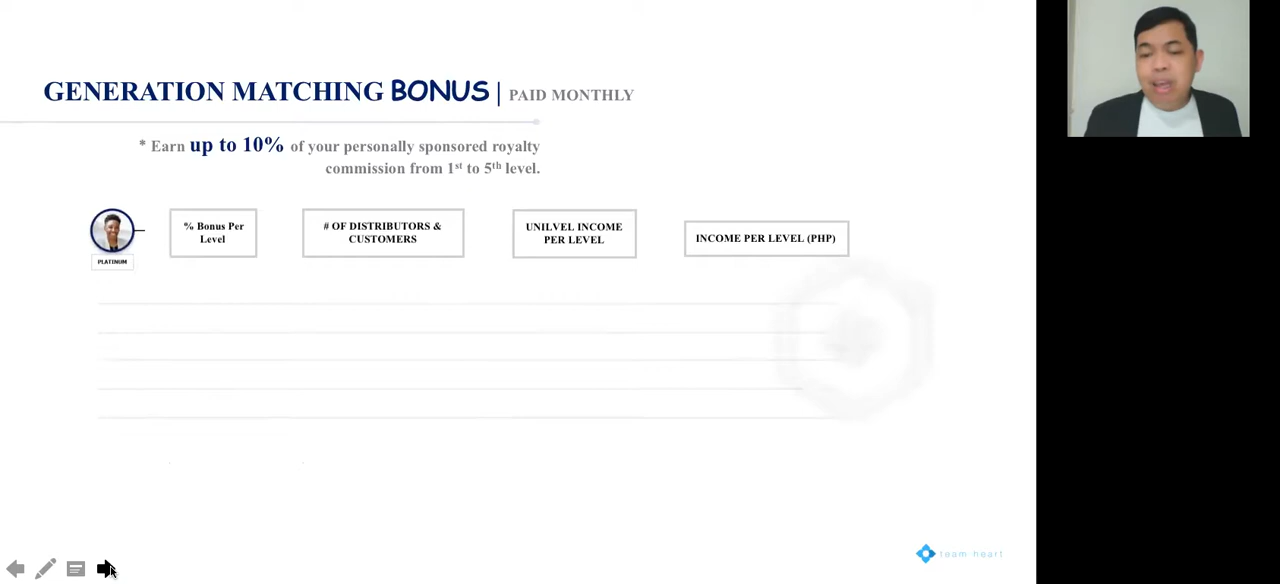 GENERATION MATCHING BONUS | PAID MONTHLY
* Earn up to 10% of your personally sponsored royalty
commission from 1st to 5th level.
% Bonus Per
Level
# OF DISTRIBUTORS &
CUSTOMERS
UNILVEL INCOME
PER LEVEL
INCOME PER LEVEL (PHP)
PLATINUM
team-heart